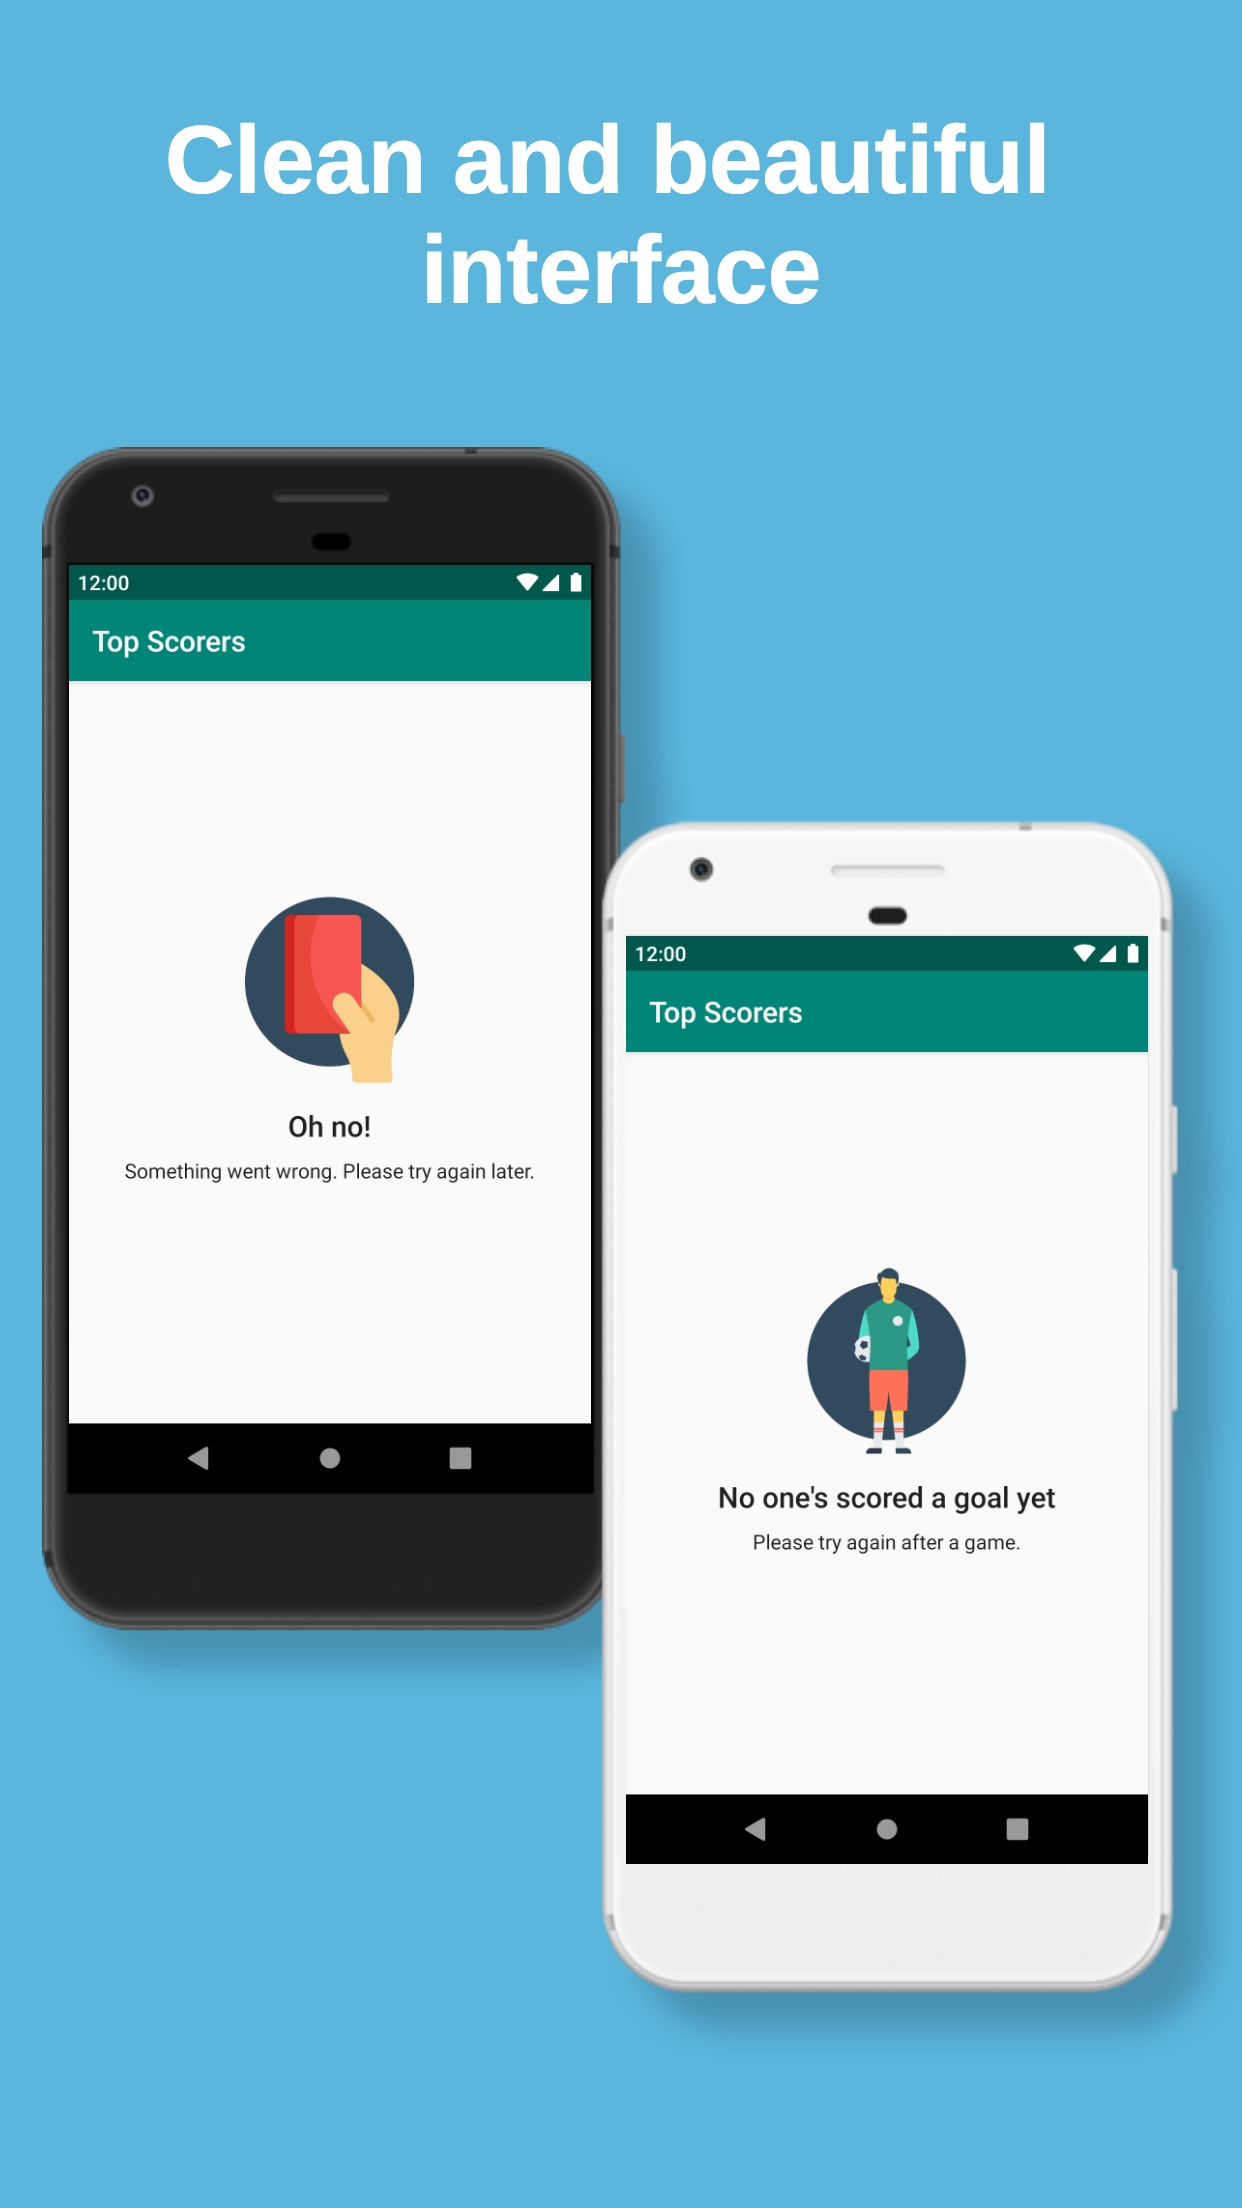 Clean and beautiful
interface
12:00
Top Scorers
Oh no!
Something went wrong. Please try again later.
12:00
Top Scorers
No one's scored a goal yet
Please try again after a game.